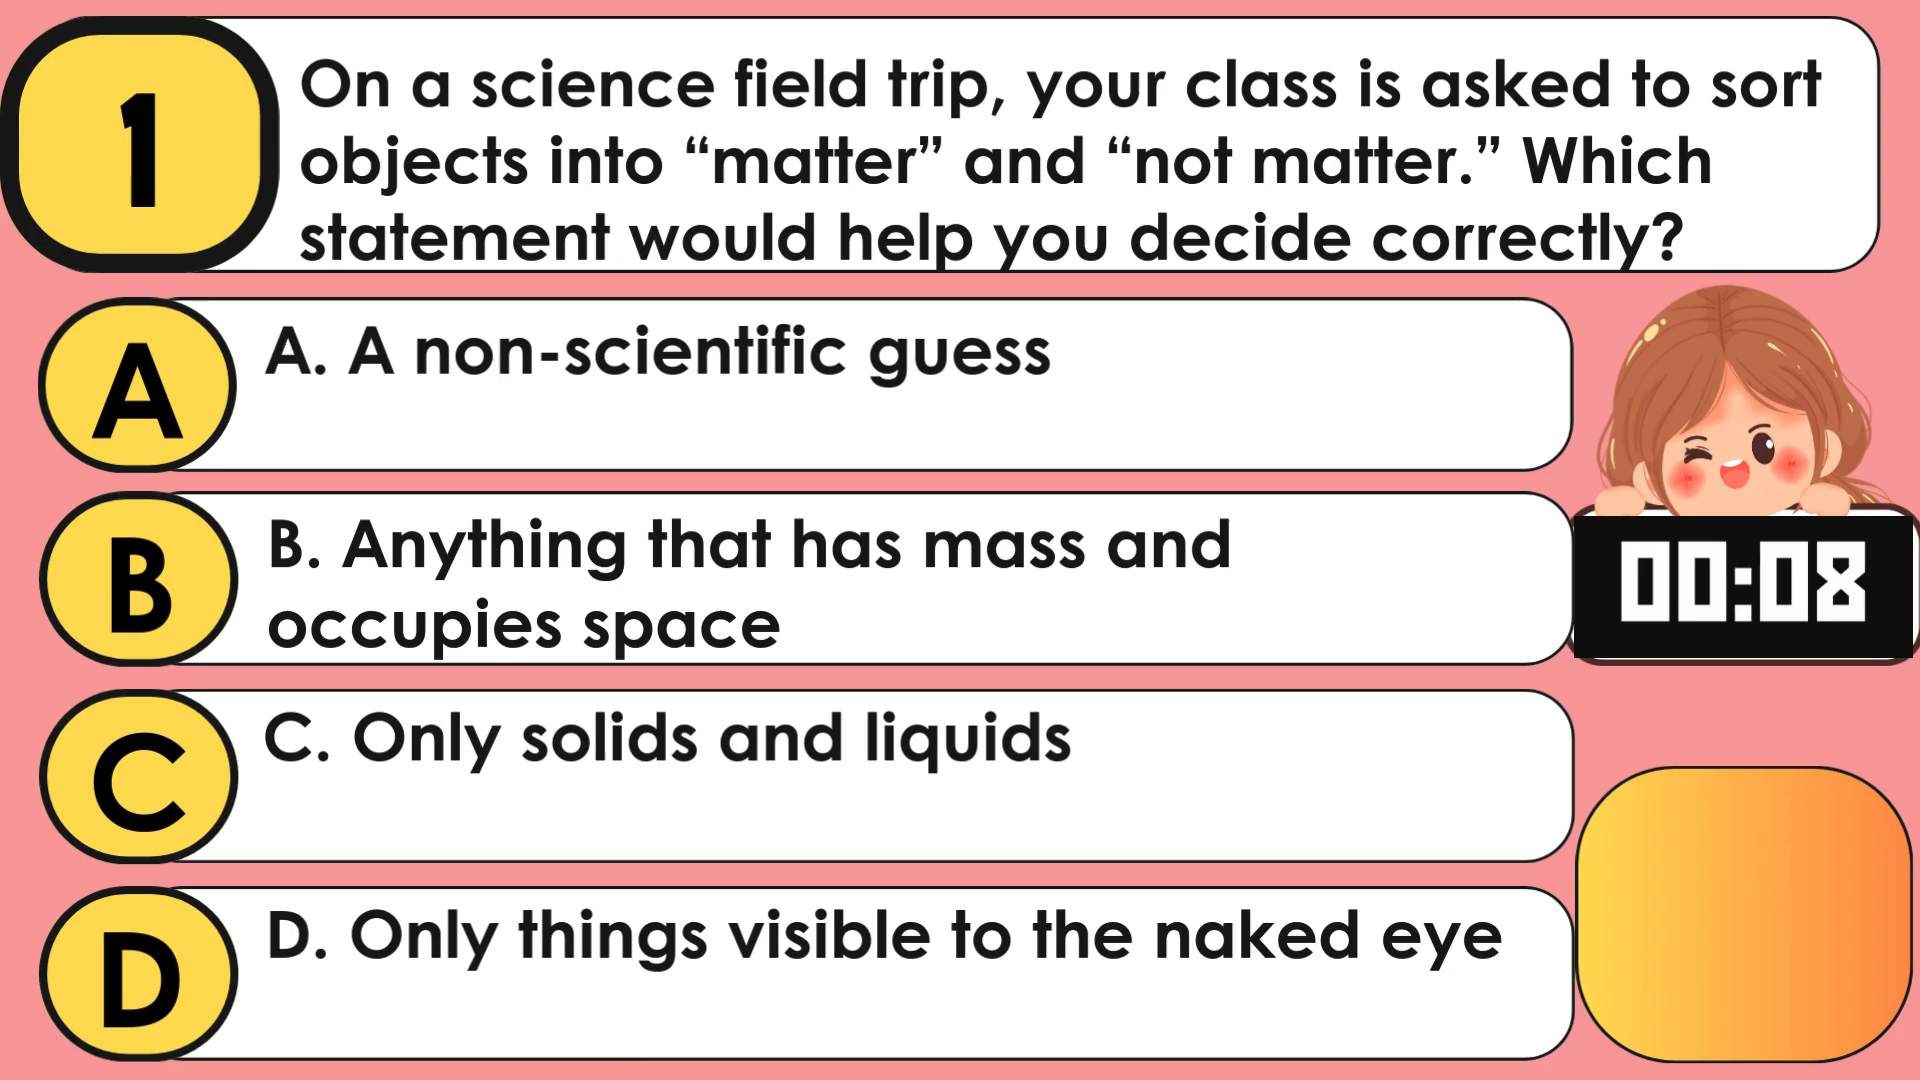 1
On a science field trip, your class is asked to sort
objects into “matter” and “not matter.” Which
statement would help you decide correctly?
A
A. A non-scientific guess
B
B. Anything that has mass and
occupies space
00:08
C
C. Only solids and liquids
D
D. Only things visible to the naked eye